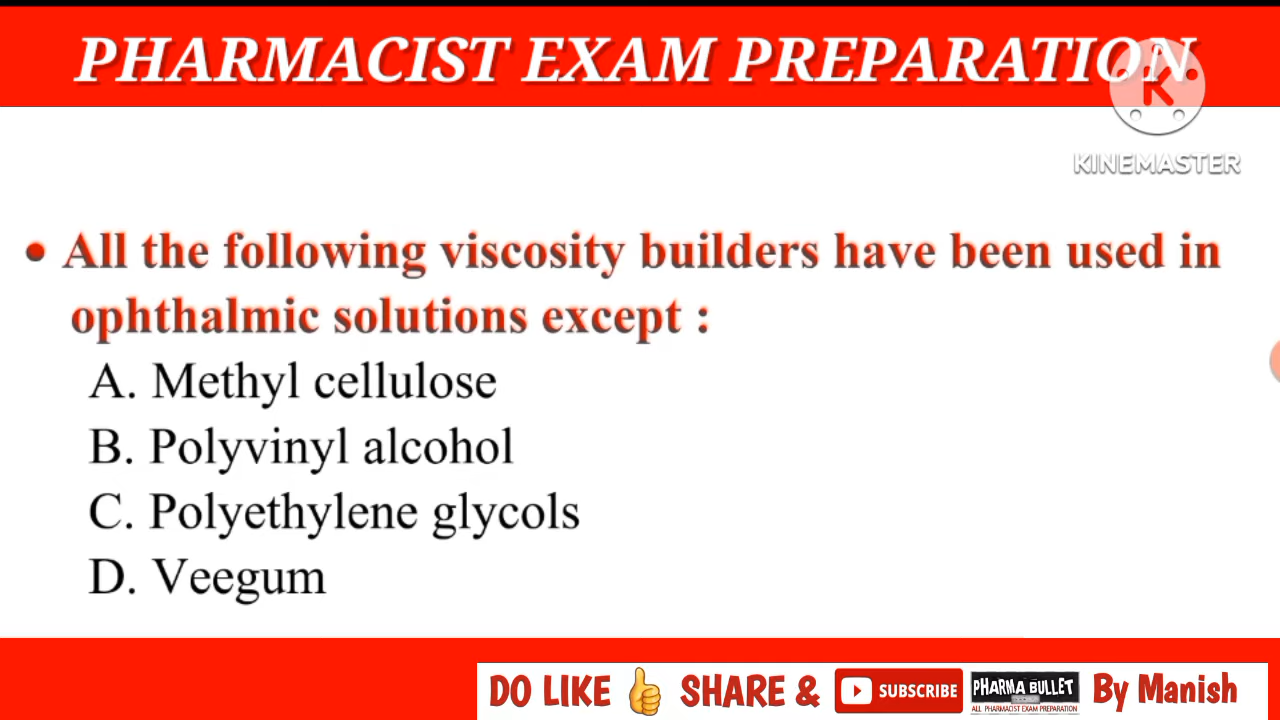 PHARMACIST EXAM PREPARATION
K
KINEMASTER
• All the following viscosity builders have been used in
ophthalmic solutions except :
A. Methyl cellulose
B. Polyvinyl alcohol
C. Polyethylene glycols
D. Veegum
DO LIKE 👍 SHARE & SUBSCRIBE PHARMA BULLET By Manish
ALL PHARMACIST EXAM PREPARATION